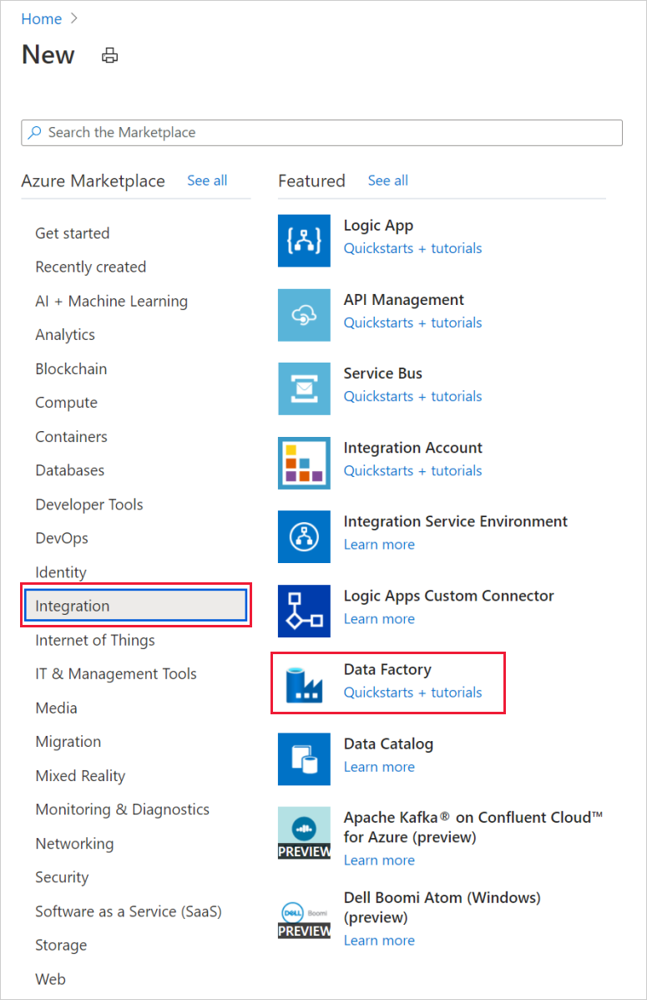 Home >
New
Search the Marketplace
Azure Marketplace See all
Get started
Recently created
AI + Machine Learning
Analytics
Blockchain
Compute
Containers
Databases
Developer Tools
DevOps
Identity
Integration
Internet of Things
IT & Management Tools
Media
Migration
Mixed Reality
Monitoring & Diagnostics
Networking
Security
Software as a Service (SaaS)
Storage
Web
Featured See all
Logic App
Quickstarts + tutorials
API Management
Quickstarts + tutorials
Service Bus
Quickstarts + tutorials
Integration Account
Quickstarts + tutorials
Integration Service Environment
Learn more
Logic Apps Custom Connector
Learn more
Data Factory
Quickstarts + tutorials
Data Catalog
Learn more
PREVIEW
Apache Kafka® on Confluent Cloud™
for Azure (preview)
Learn more
DELL Boomi
PREVIEW
Dell Boomi Atom (Windows)
(preview)
Learn more